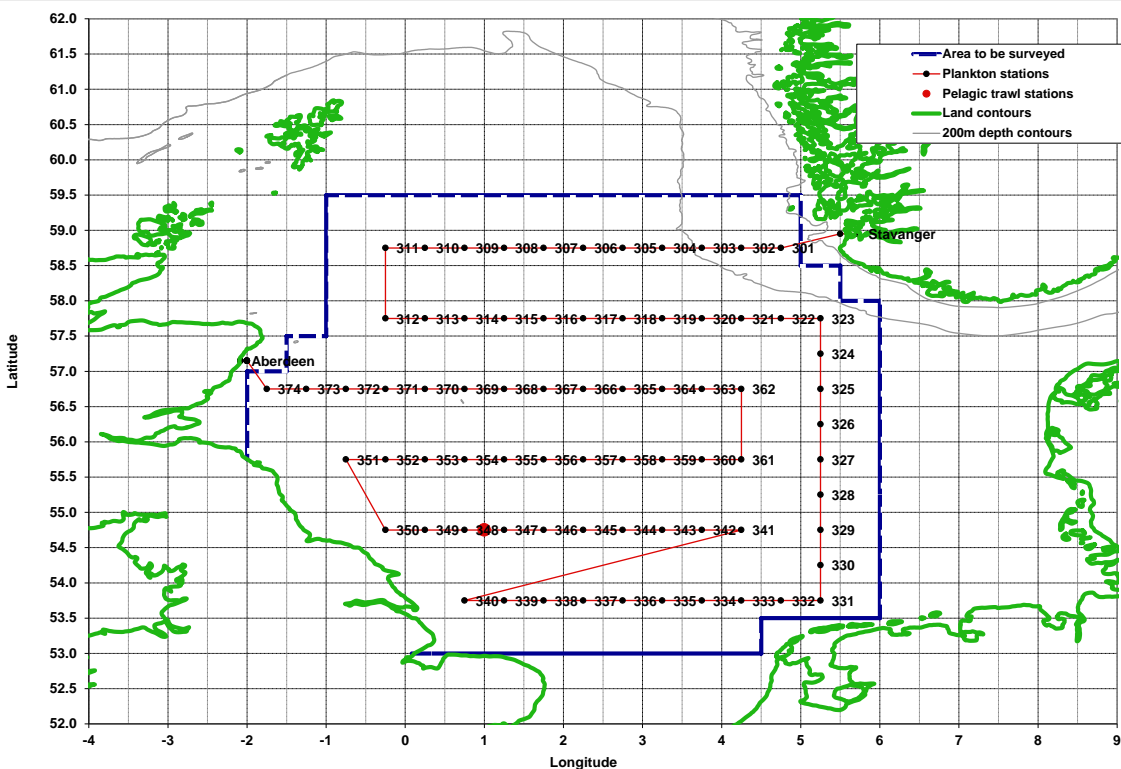 62.0
61.5
Area to be surveyed
61.0
Plankton stations
Pelagic trawl stations
60.5
Land contours
200m depth contours
60.0
59.5
59.0
Stavanger
311 310 309 308 307 306 305 304 303 302 301
58.5
58.0
312 313 314 315 316 317 318 319 320 321 322 323
57.5
324
Aberdeen
57.0
374 373 372 371 370 369 368 367 366 365 364 363 362 325
56.5
326
56.0
351 352 353 354 355 356 357 358 359 360 361 327
55.5
328
55.0
350 349 348 347 346 345 344 343 342 341 329
54.5
330
54.0
340 339 338 337 336 335 334 333 332 331
53.5
53.0
52.5
52.0
-4 -3 -2 -1 0 1 2 3 4 5 6 7 8 9
Latitude
Longitude